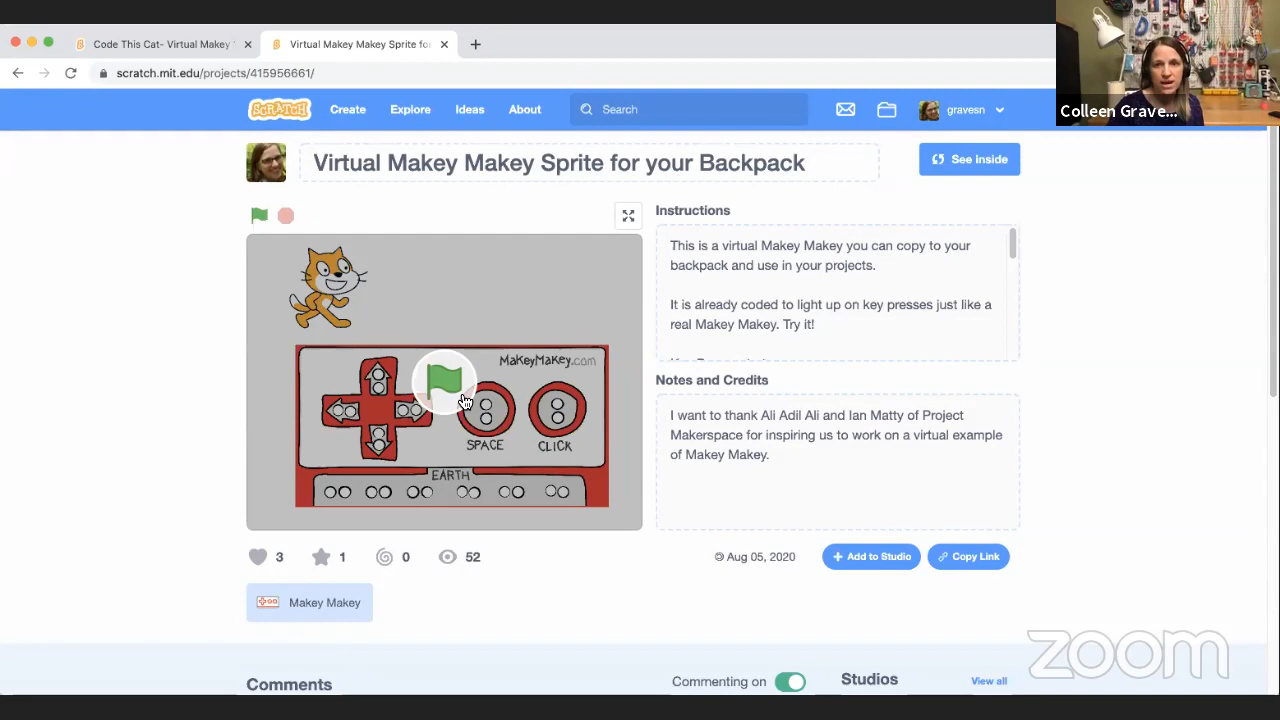 Code This Cat- Virtual Makey
Virtual Makey Makey Sprite for
scratch.mit.edu/projects/415956661/
SCRATCH
Create
Explore
Ideas
About
Search
gravesn
Colleen Grave...
Virtual Makey Makey Sprite for your Backpack
See inside
Instructions
This is a virtual Makey Makey you can copy to your
backpack and use in your projects.
It is already coded to light up on key presses just like a
real Makey Makey. Try it!
MaKeyMaKey.com
SPACE
CLICK
EARTH
Notes and Credits
I want to thank Ali Adil Ali and Ian Matty of Project
Makerspace for inspiring us to work on a virtual example
of Makey Makey.
3
1
0
52
© Aug 05, 2020
Add to Studio
Copy Link
Makey Makey
zoom
Comments
Commenting on
Studios
View all